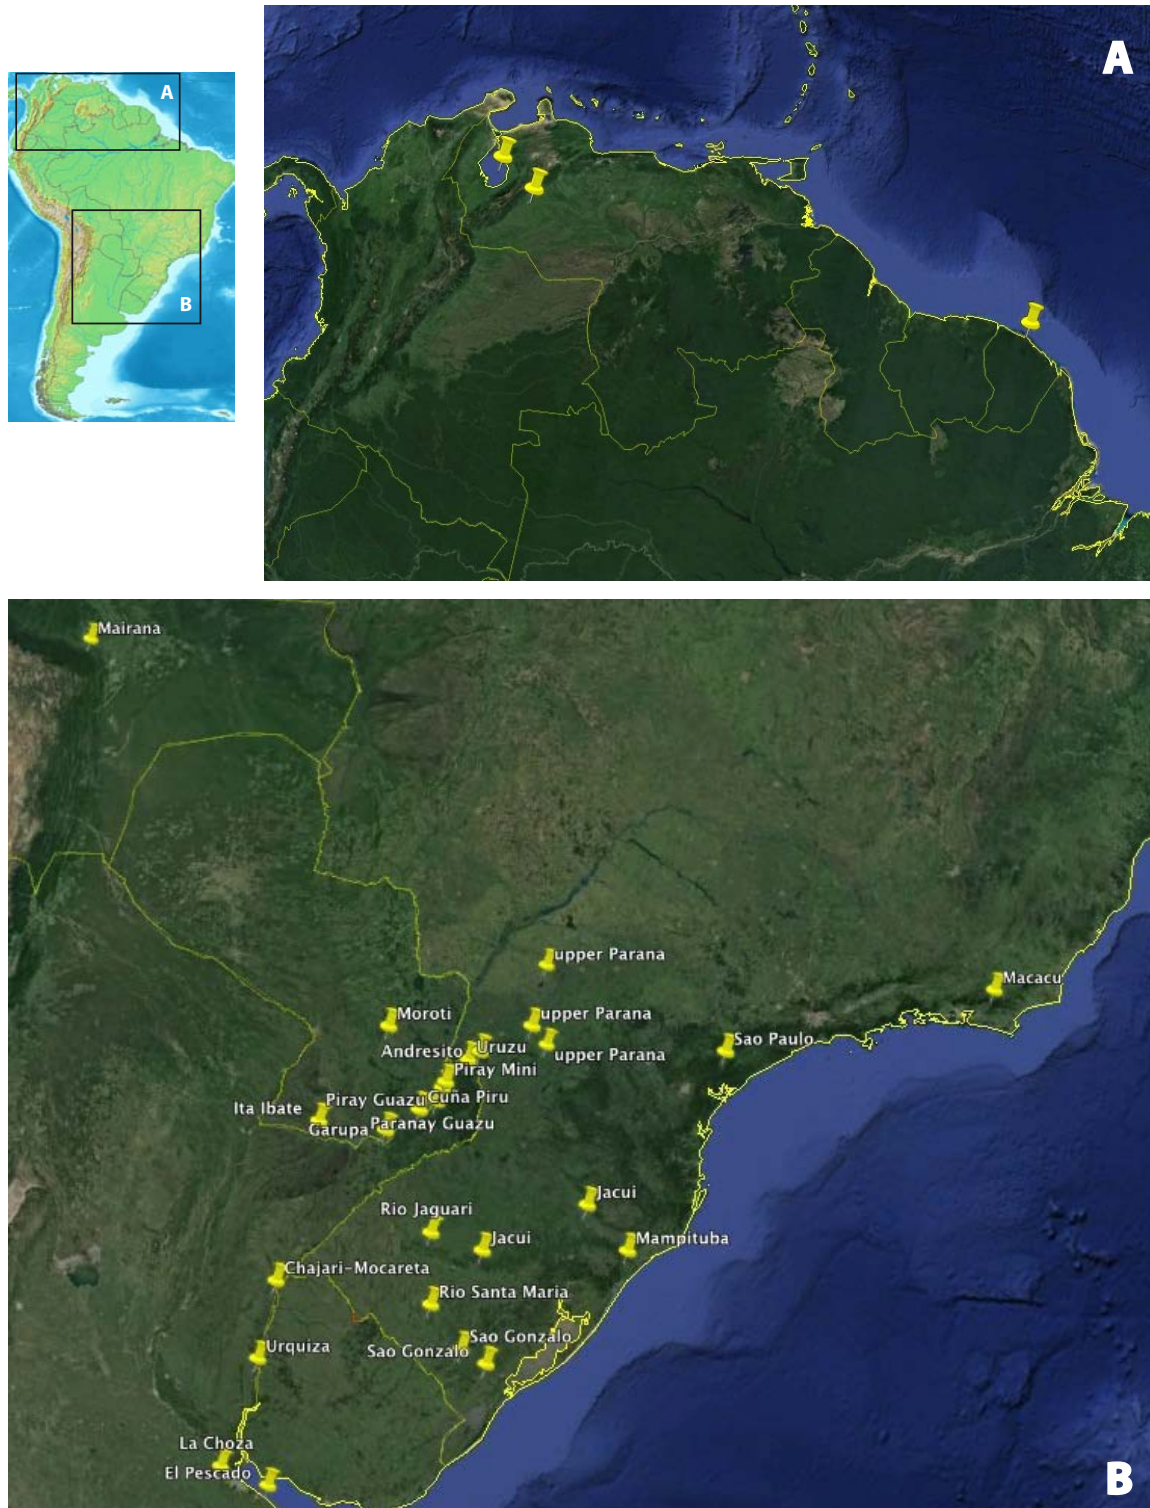 A
B
A
Mairana
upper Parana
Macacu
Moroti
upper Parana
Sao Paulo
Andresito
Uruzu
upper Parana
Piray Mini
Piray Guazu
Cuña Piru
Ita Ibate
Garupa
Paranay Guazu
Jacui
Rio Jaguari
Jacui
Mampituba
Chajari-Mocareta
Rio Santa Maria
Sao Gonzalo
Urquiza
Sao Gonzalo
La Choza
El Pescado
B